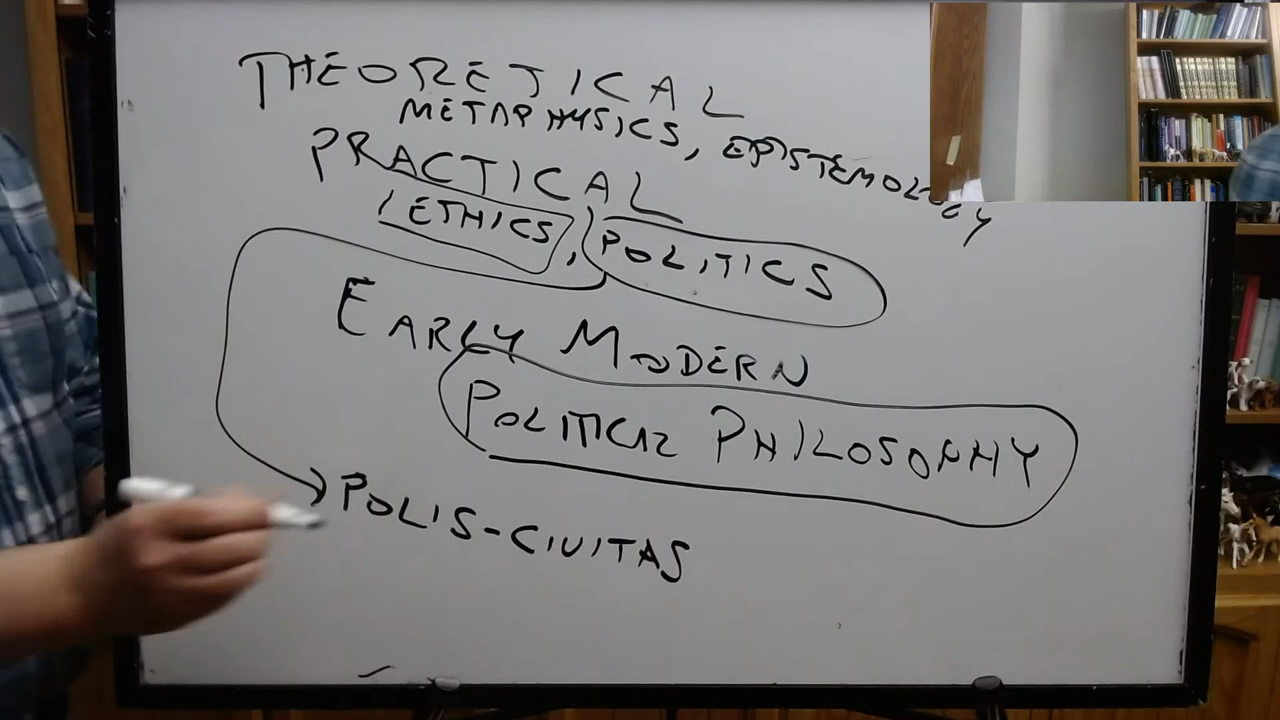 THEORETICAL
METAPHYSICS, EPISTEMOLOGY
PRACTICAL
ETHICS, POLITICS
EARLY MODERN
POLITICAL PHILOSOPHY
POLIS-CIVITAS